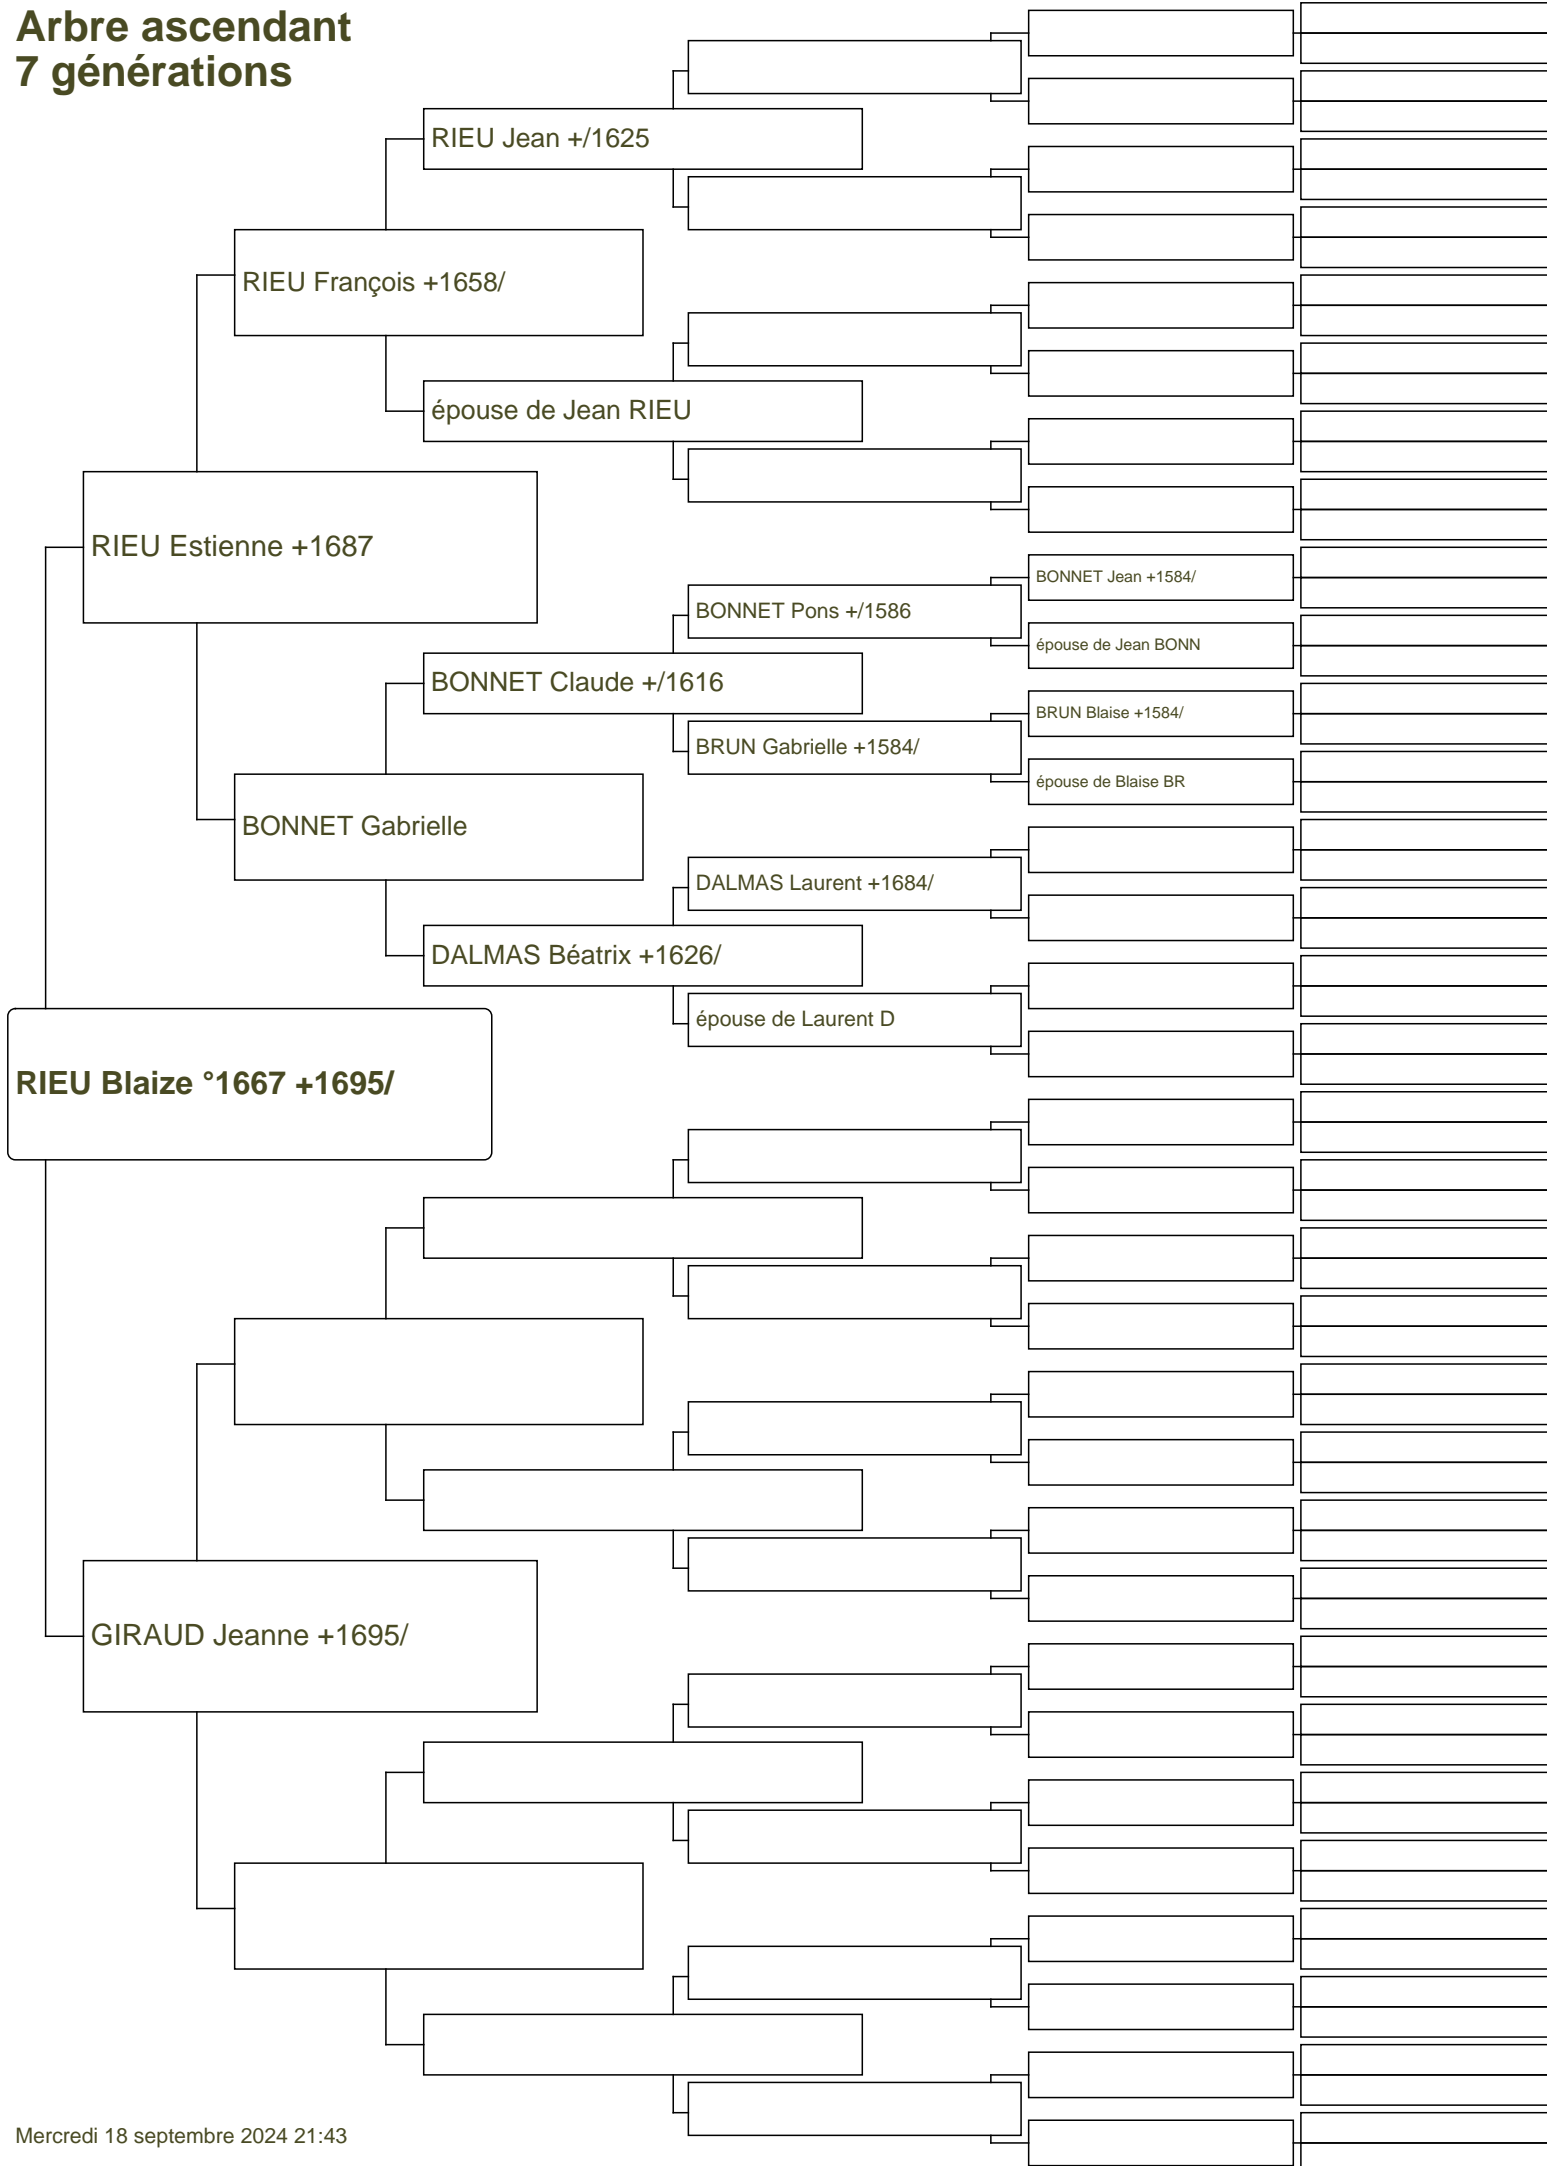 Arbre ascendant
7 générations
RIEU Jean +/1625
RIEU François +1658/
épouse de Jean RIEU
RIEU Estienne +1687
BONNET Jean +1584/
BONNET Pons +/1586
épouse de Jean BONN
BONNET Claude +/1616
BRUN Blaise +1584/
BRUN Gabrielle +1584/
épouse de Blaise BR
BONNET Gabrielle
DALMAS Laurent +1684/
DALMAS Béatrix +1626/
épouse de Laurent D
RIEU Blaize °1667 +1695/
GIRAUD Jeanne +1695/
Mercredi 18 septembre 2024 21:43